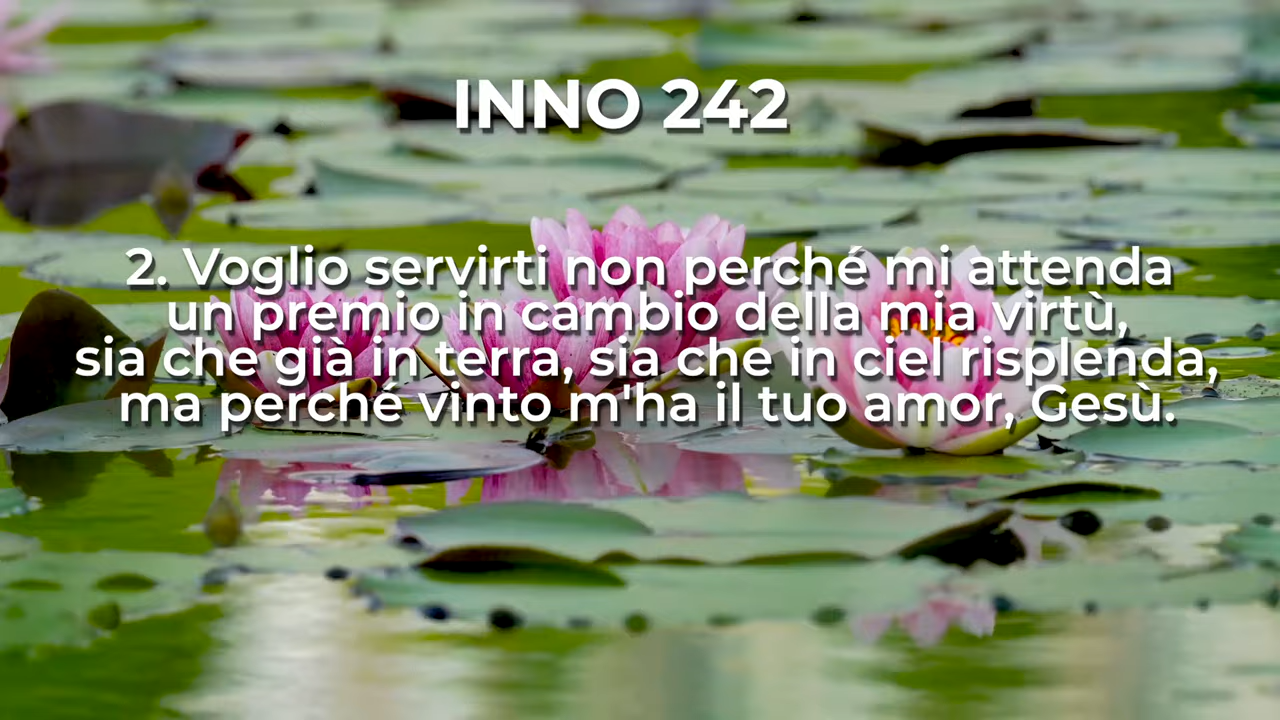 INNO 242
2. Voglio servirti non perché mi attenda
un premio in cambio della mia virtù,
sia che già in terra, sia che in ciel risplenda,
ma perché vinto m'ha il tuo amor, Gesù.